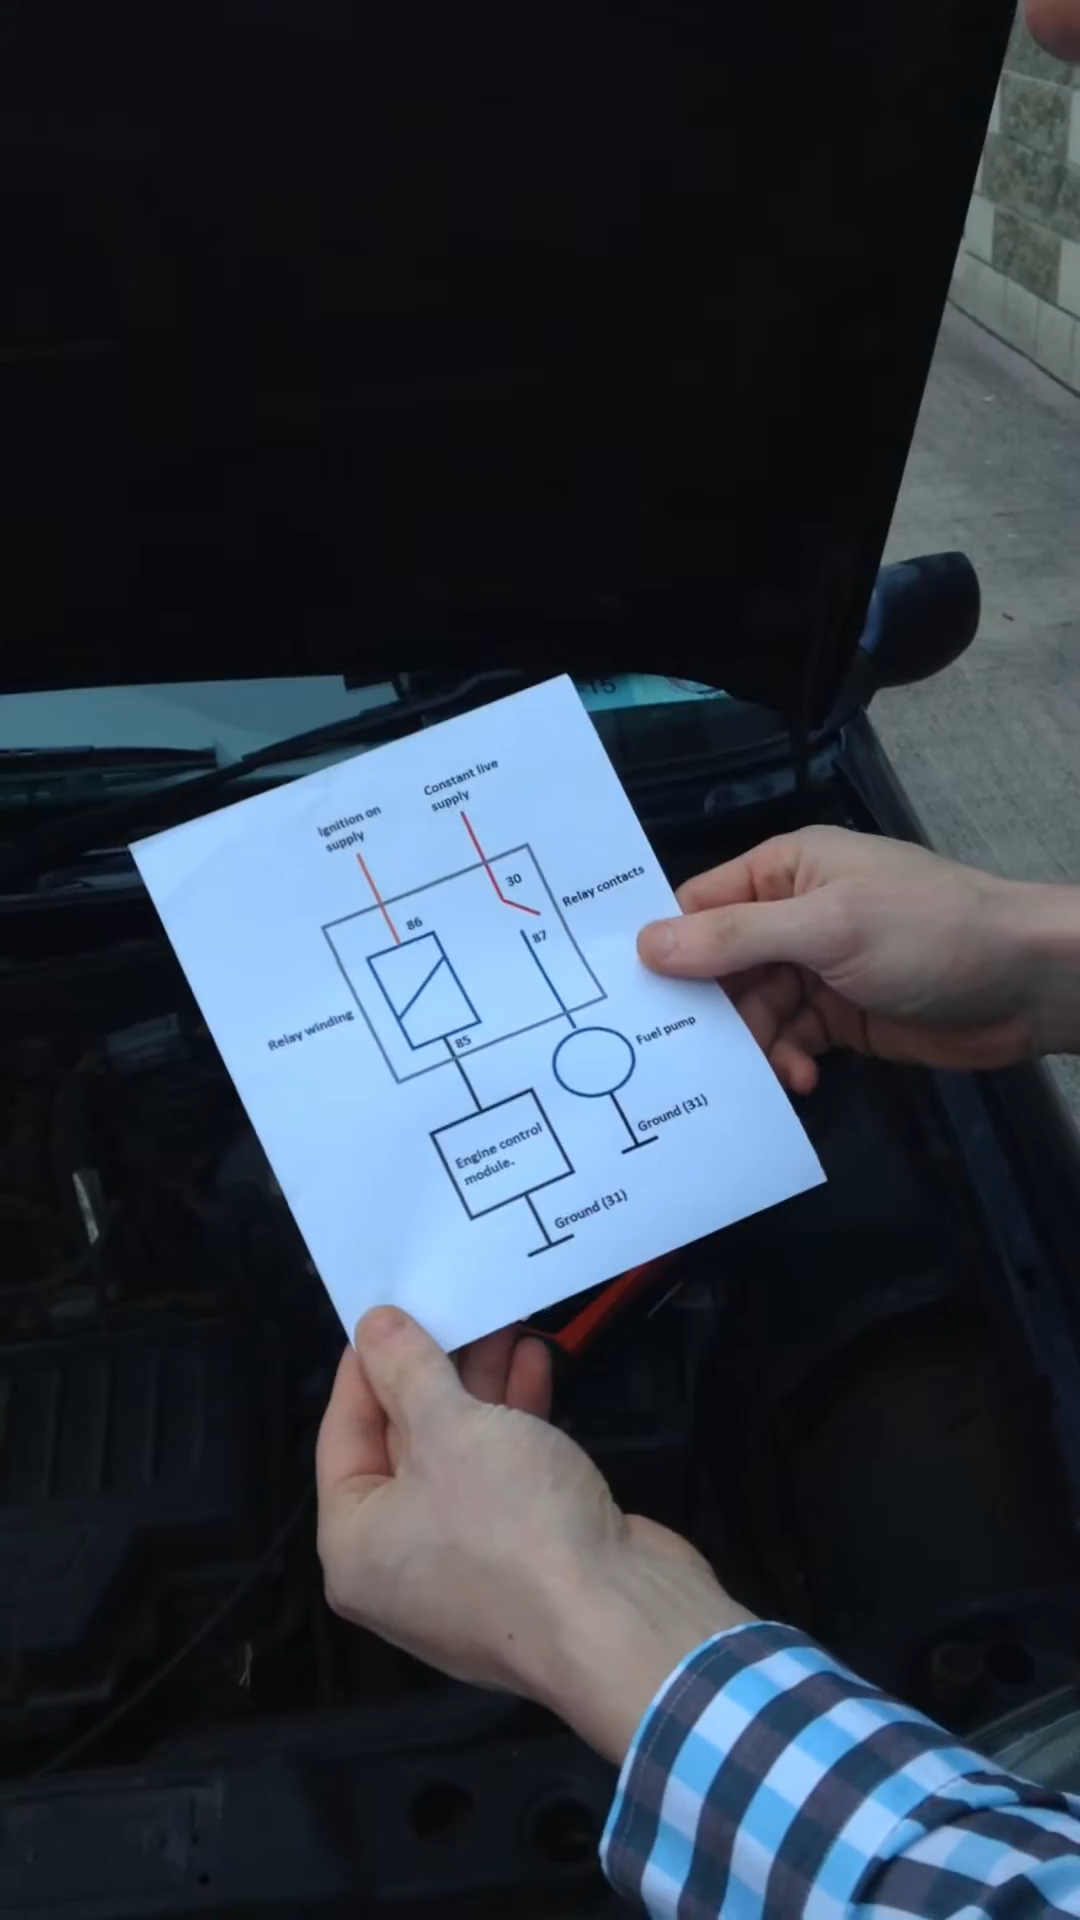 Constant live
supply
Ignition on
supply
30
Relay contacts
86
87
Relay winding
85
Fuel pump
Ground (31)
Engine control
module.
Ground (31)
15